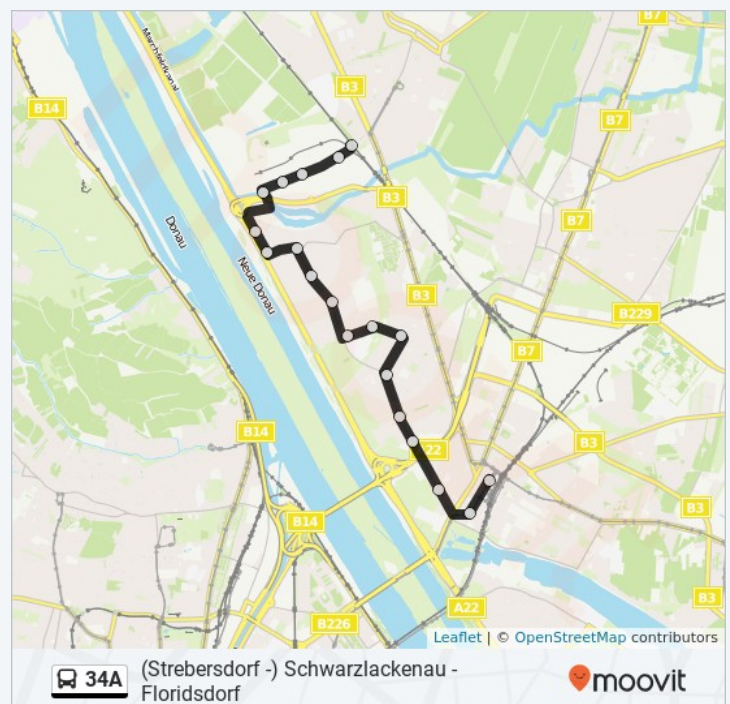 B7
Marchfeldkanal
B3
B14
B7
B3
B7
Donau
Neue Donau
B3
B229
B7
B14
B3
22
B3
B14
A22
B3
B226
Leaflet | © OpenStreetMap contributors
34A
(Strebersdorf -) Schwarzlackenau -
Floridsdorf
moovit